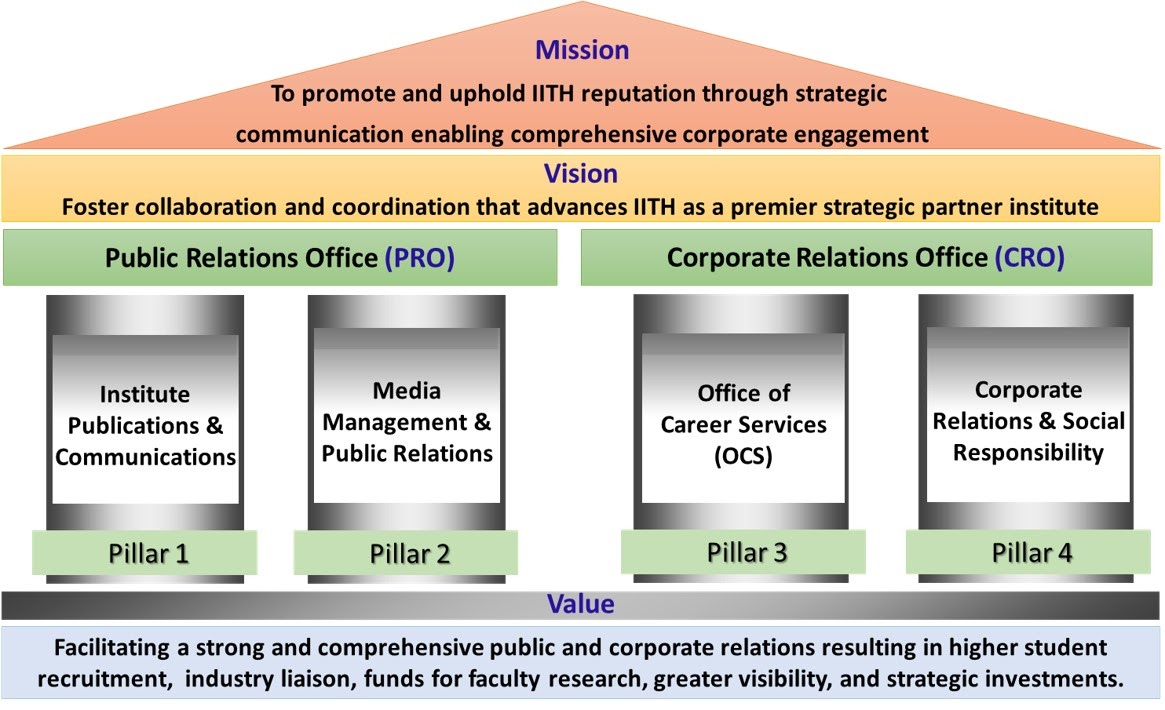 Mission
To promote and uphold IITH reputation through strategic
communication enabling comprehensive corporate engagement
Vision
Foster collaboration and coordination that advances IITH as a premier strategic partner institute
Public Relations Office (PRO)
Corporate Relations Office (CRO)
Institute
Publications &
Communications
Media
Management &
Public Relations
Office of
Career Services
(OCS)
Corporate
Relations & Social
Responsibility
Pillar 1
Pillar 2
Pillar 3
Pillar 4
Value
Facilitating a strong and comprehensive public and corporate relations resulting in higher student
recruitment, industry liaison, funds for faculty research, greater visibility, and strategic investments.